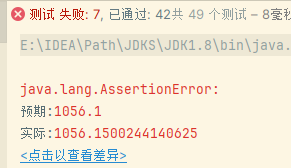 测试 失败: 7, 已通过: 42共 49 个测试 – 8毫秒
E:\IDEA\Path\JDKS\JDK1.8\bin\java.
java.lang.AssertionError:
预期:1056.1
实际:1056.1500244140625
<点击以查看差异>